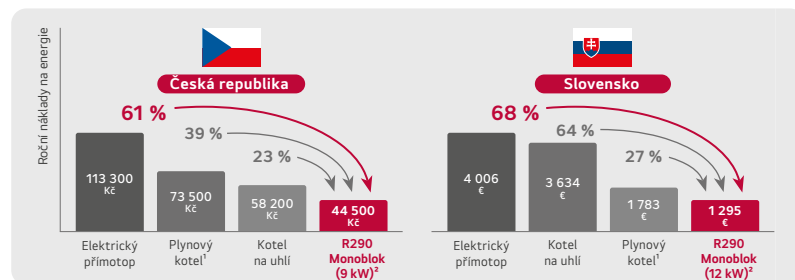 Roční náklady na energie
Česká republika
61 %
39 %
23 %
113 300
Kč
73 500
Kč
58 200
Kč
44 500
Kč
Elektrický
přímotop
Plynový
kotel¹
Kotel
na uhlí
R290
Monoblok
(9 kW)²
Slovensko
68 %
64 %
27 %
4 006
€
3 634
€
1 783
€
1 295
€
Elektrický
přímotop
Kotel
na uhlí
Plynový
kotel¹
R290
Monoblok
(12 kW)²